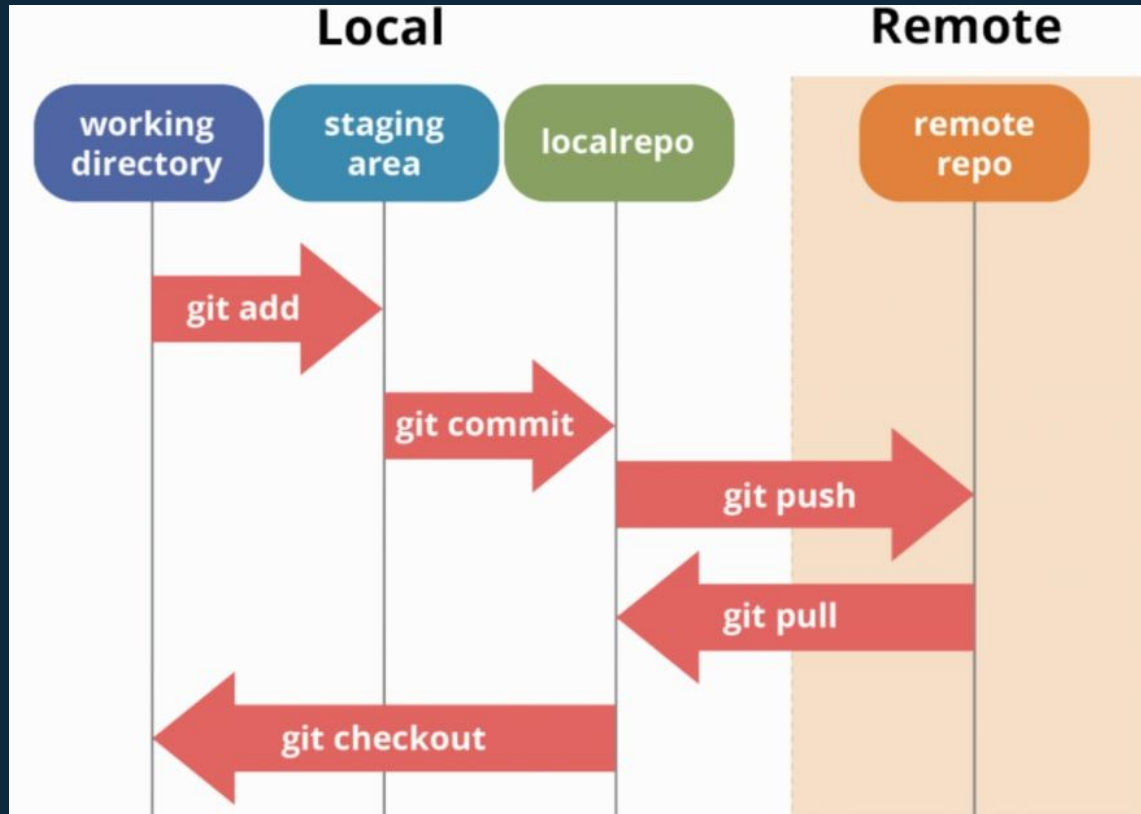 Local
Remote
working
directory
staging
area
localrepo
remote
repo
git add
git commit
git push
git pull
git checkout